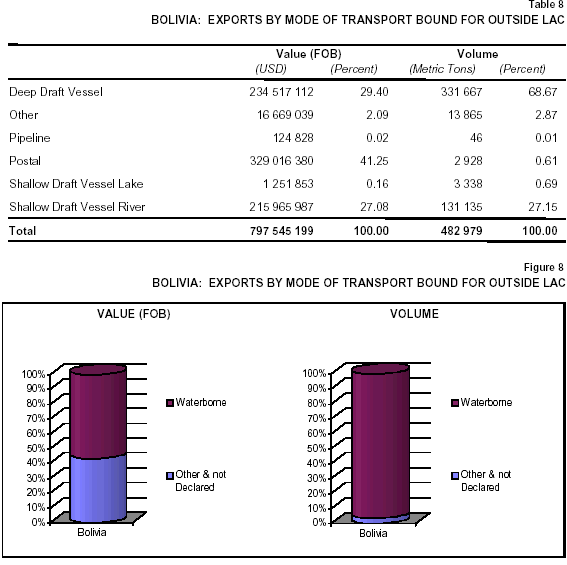 Table 8
BOLIVIA: EXPORTS BY MODE OF TRANSPORT BOUND FOR OUTSIDE LAC
Value (FOB) Volume
(USD) (Percent) (Metric Tons) (Percent)
Deep Draft Vessel 234 517 112 29.40 331 667 68.67
Other 16 669 039 2.09 13 865 2.87
Pipeline 124 828 0.02 46 0.01
Postal 329 016 380 41.25 2 928 0.61
Shallow Draft Vessel Lake 1 251 853 0.16 3 338 0.69
Shallow Draft Vessel River 215 965 987 27.08 131 135 27.15
Total 797 545 199 100.00 482 979 100.00
Figure 8
BOLIVIA: EXPORTS BY MODE OF TRANSPORT BOUND FOR OUTSIDE LAC
VALUE (FOB)
100%
90%
80%
70%
60%
50%
40%
30%
20%
10%
0%
Bolivia
Waterborne
Other & not
Declared
VOLUME
100%
90%
80%
70%
60%
50%
40%
30%
20%
10%
0%
Bolivia
Waterborne
Other & not
Declared